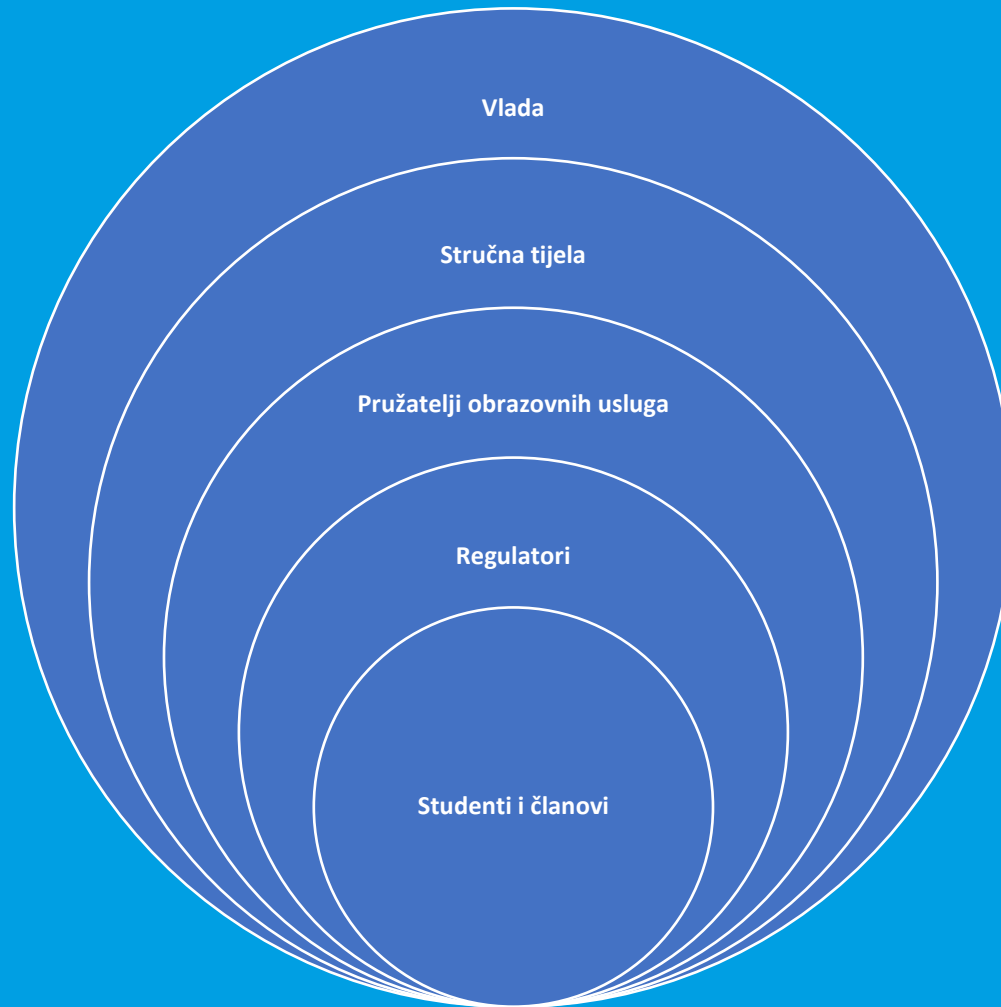 Vlada
Stručna tijela
Pružatelji obrazovnih usluga
Regulatori
Studenti i članovi